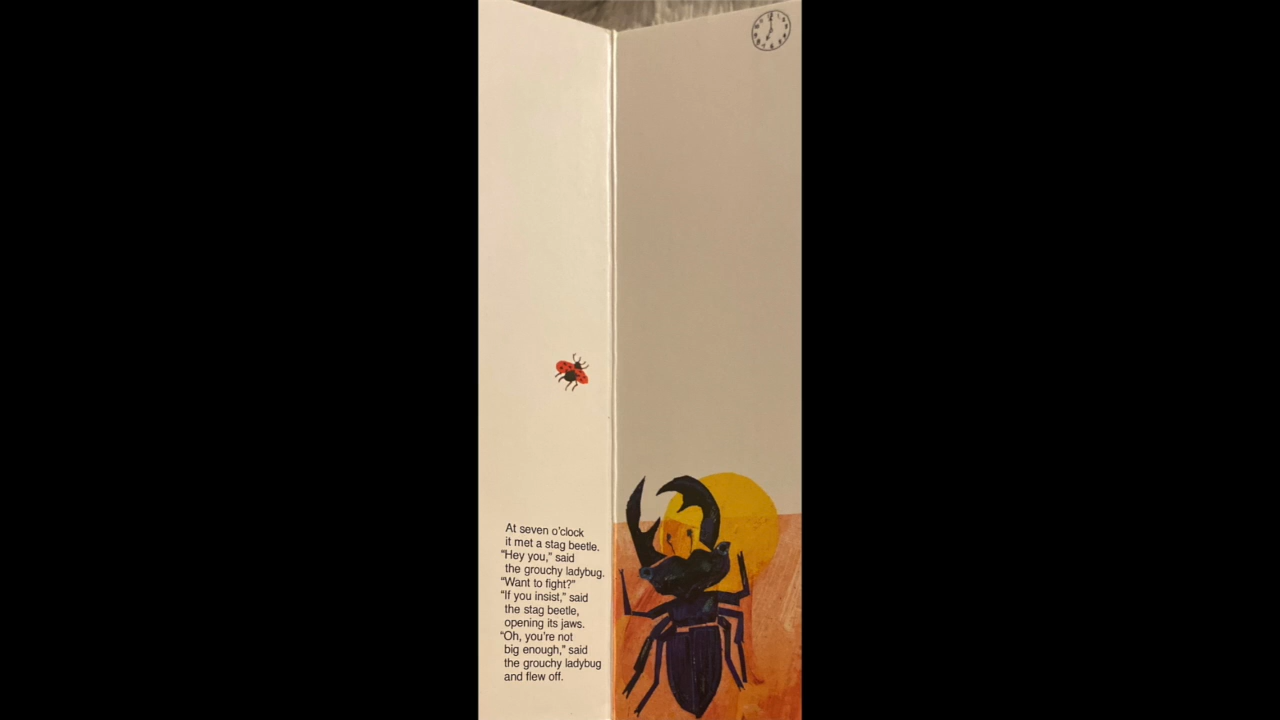 At seven o'clock
it met a stag beetle.
"Hey you," said
the grouchy ladybug.
"Want to fight?"
"If you insist," said
the stag beetle,
opening its jaws.
"Oh, you're not
big enough," said
the grouchy ladybug
and flew off.